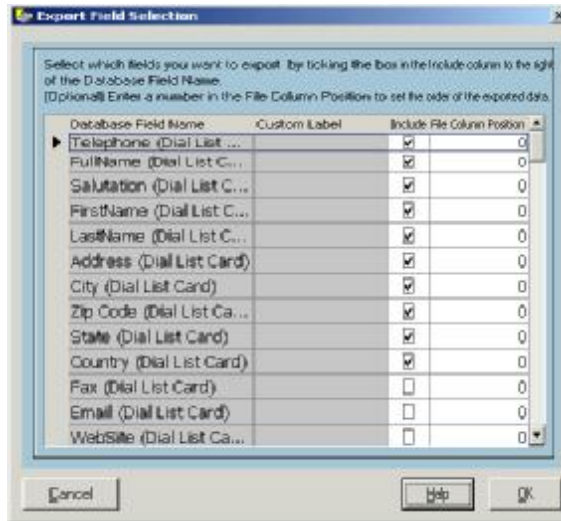 Export Field Selection
Select which fields you want to export by ticking the box in the Include column to the right
of the Database Field Name.
(Optional) Enter a number in the File Column Position to set the order of the exported data.
Database Field Name Custom Label Include File Column Position
Telephone (Dial List ... 0
FullName (Dial List C... 0
Salutation (Dial List C... 0
FirstName (Dial List C... 0
LastName (Dial List C... 0
Address (Dial List Card) 0
City (Dial List Card) 0
Zip Code (Dial List Ca... 0
State (Dial List Card) 0
Country (Dial List Card) 0
Fax (Dial List Card) 0
Email (Dial List Card) 0
WebSite (Dial List Ca... 0
Cancel Help OK